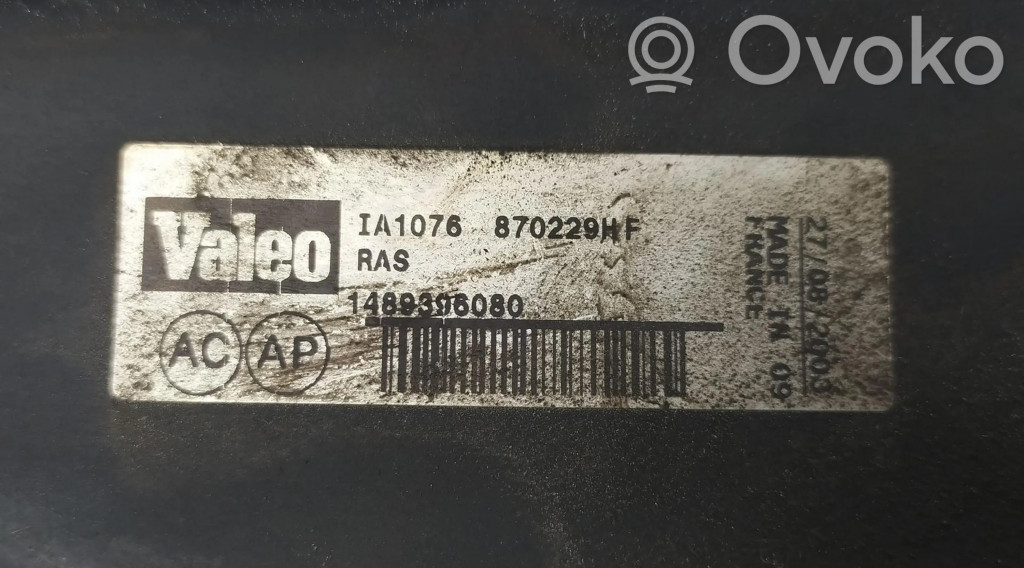 Ovoko
Valeo
IA1076 870229HF
RAS
1489396080
AC AP
27/08/2003
MADE IN 09
FRANCE